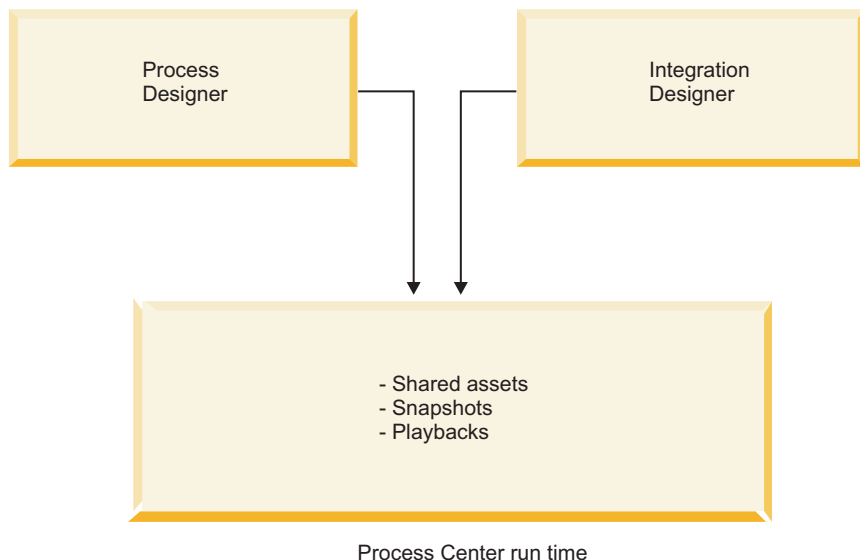 Process
Designer
Integration
Designer
- Shared assets
- Snapshots
- Playbacks
Process Center run time